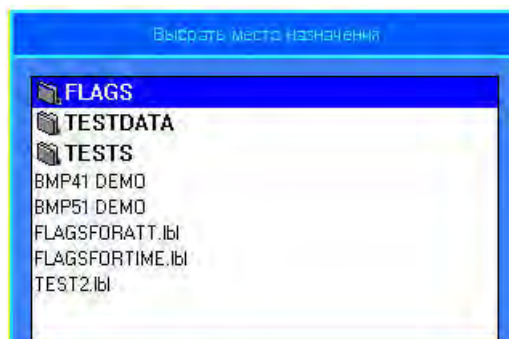 Выбрать место назначения
FLAGS
TESTDATA
TESTS
BMP41 DEMO
BMP51 DEMO
FLAGSFORATT.lbl
FLAGSFORTIME.lbl
TEST2.lbl